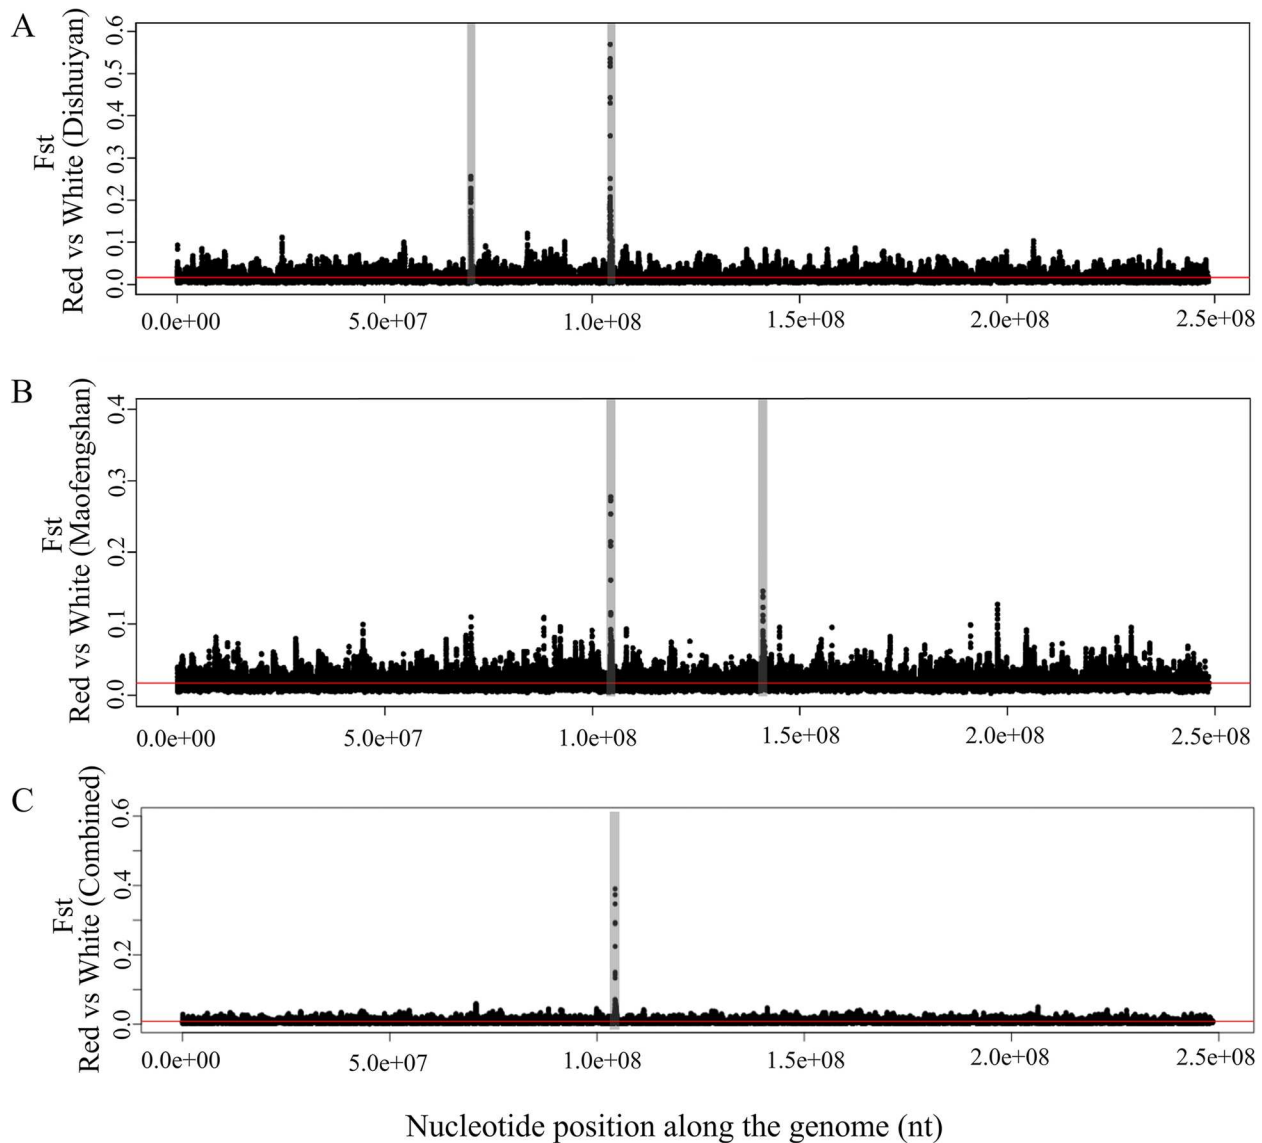 A
Fst
Red vs White (Dishuiyan)
0.6
0.5
0.4
0.3
0.2
0.1
0.0
0.0e+00 5.0e+07 1.0e+08 1.5e+08 2.0e+08 2.5e+08
B
Fst
Red vs White (Maofengshan)
0.4
0.3
0.2
0.1
0.0
0.0e+00 5.0e+07 1.0e+08 1.5e+08 2.0e+08 2.5e+08
C
Fst
Red vs White (Combined)
0.6
0.4
0.2
0.0
0.0e+00 5.0e+07 1.0e+08 1.5e+08 2.0e+08 2.5e+08
Nucleotide position along the genome (nt)